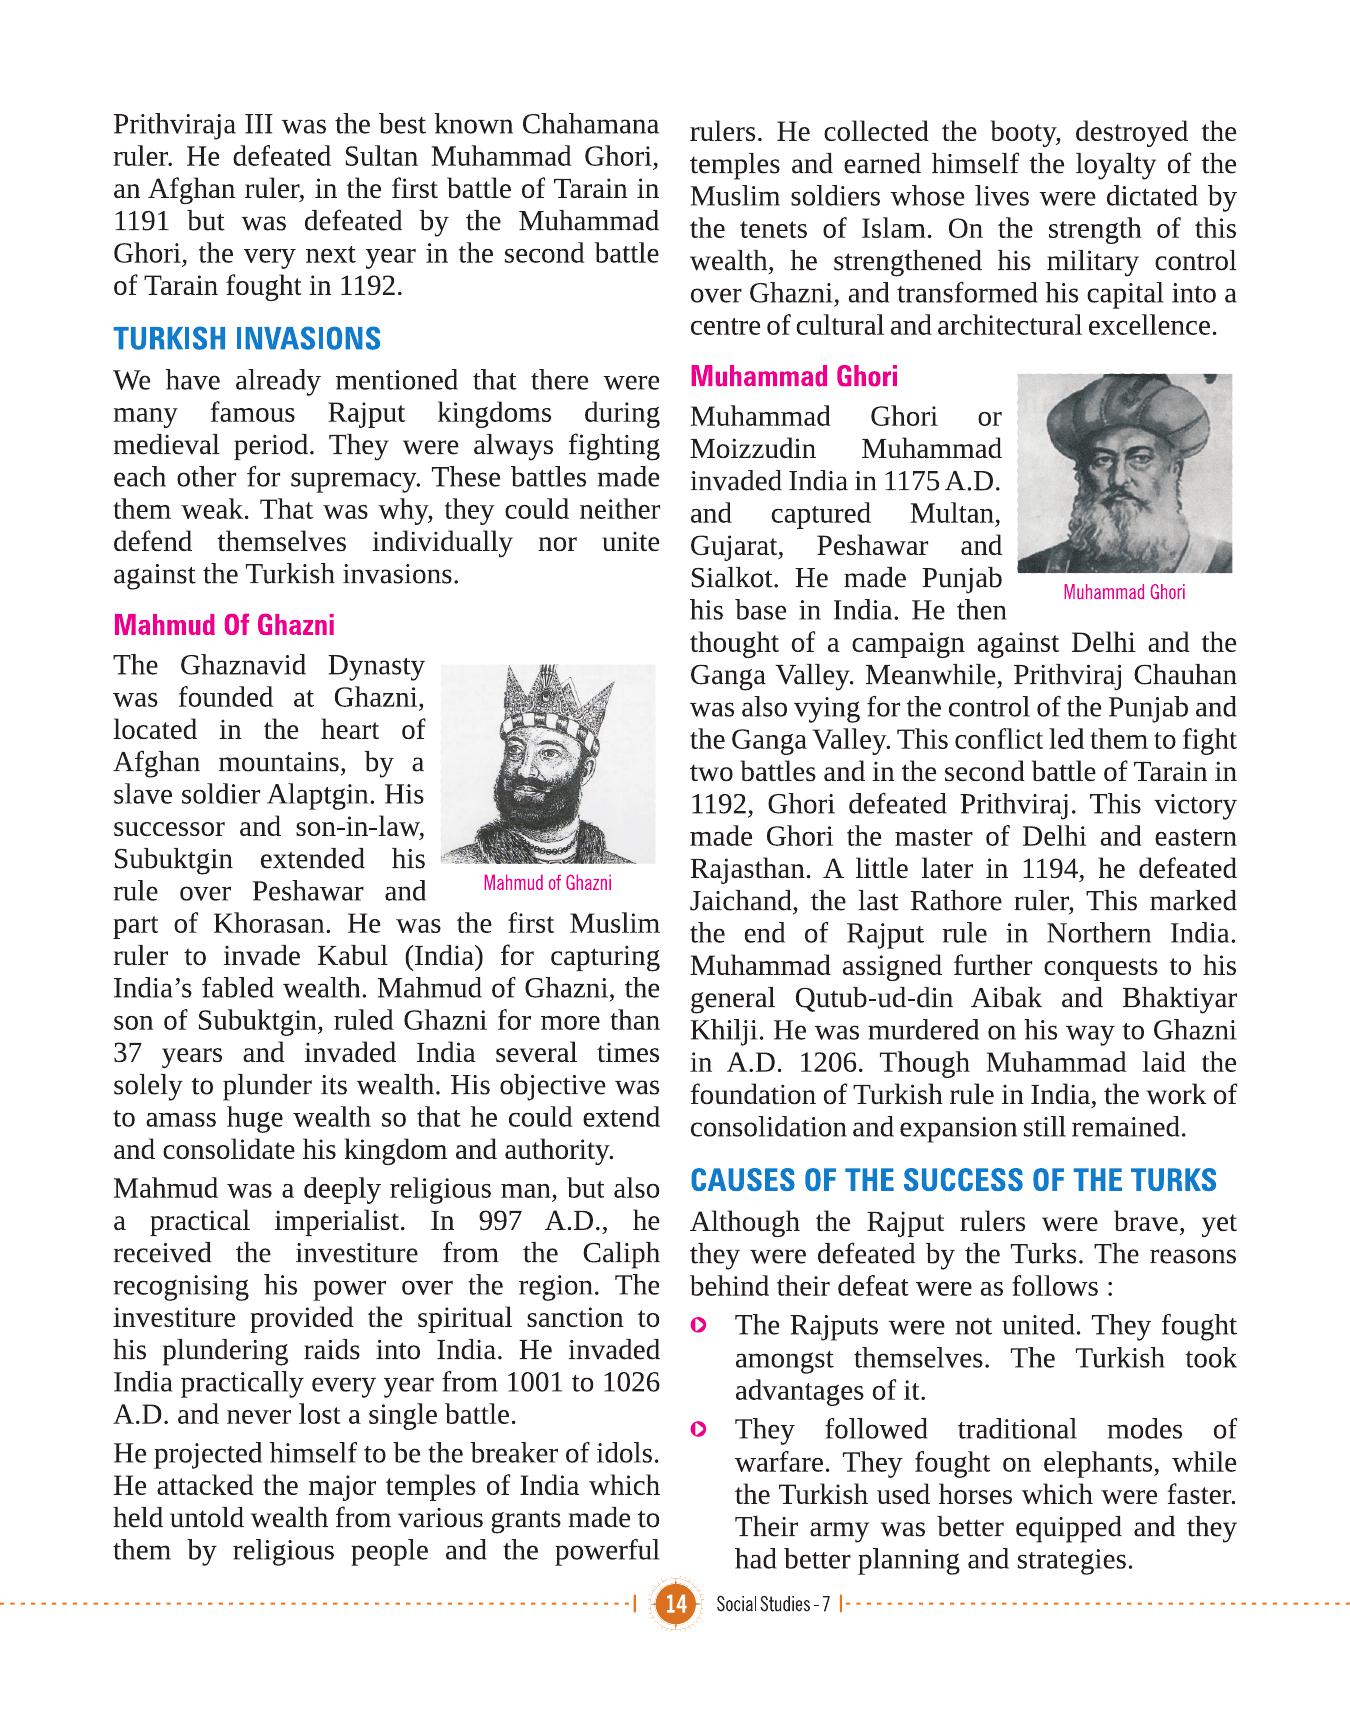 Prithviraja III was the best known Chahamana
ruler. He defeated Sultan Muhammad Ghori,
an Afghan ruler, in the first battle of Tarain in
1191 but was defeated by the Muhammad
Ghori, the very next year in the second battle
of Tarain fought in 1192.
TURKISH INVASIONS
We have already mentioned that there were
many famous Rajput kingdoms during
medieval period. They were always fighting
each other for supremacy. These battles made
them weak. That was why, they could neither
defend themselves individually nor unite
against the Turkish invasions.
Mahmud Of Ghazni
The Ghaznavid Dynasty
was founded at Ghazni,
located in the heart of
Afghan mountains, by a
slave soldier Alaptgin. His
successor and son-in-law,
Subuktgin extended his
rule over Peshawar and
Mahmud of Ghazni
part of Khorasan. He was the first Muslim
ruler to invade Kabul (India) for capturing
India’s fabled wealth. Mahmud of Ghazni, the
son of Subuktgin, ruled Ghazni for more than
37 years and invaded India several times
solely to plunder its wealth. His objective was
to amass huge wealth so that he could extend
and consolidate his kingdom and authority.
Mahmud was a deeply religious man, but also
a practical imperialist. In 997 A.D., he
received the investiture from the Caliph
recognising his power over the region. The
investiture provided the spiritual sanction to
his plundering raids into India. He invaded
India practically every year from 1001 to 1026
A.D. and never lost a single battle.
He projected himself to be the breaker of idols.
He attacked the major temples of India which
held untold wealth from various grants made to
them by religious people and the powerful
rulers. He collected the booty, destroyed the
temples and earned himself the loyalty of the
Muslim soldiers whose lives were dictated by
the tenets of Islam. On the strength of this
wealth, he strengthened his military control
over Ghazni, and transformed his capital into a
centre of cultural and architectural excellence.
Muhammad Ghori
Muhammad Ghori or
Moizzudin Muhammad
invaded India in 1175 A.D.
and captured Multan,
Gujarat, Peshawar and
Sialkot. He made Punjab
his base in India. He then
Muhammad Ghori
thought of a campaign against Delhi and the
Ganga Valley. Meanwhile, Prithviraj Chauhan
was also vying for the control of the Punjab and
the Ganga Valley. This conflict led them to fight
two battles and in the second battle of Tarain in
1192, Ghori defeated Prithviraj. This victory
made Ghori the master of Delhi and eastern
Rajasthan. A little later in 1194, he defeated
Jaichand, the last Rathore ruler, This marked
the end of Rajput rule in Northern India.
Muhammad assigned further conquests to his
general Qutub-ud-din Aibak and Bhaktiyar
Khilji. He was murdered on his way to Ghazni
in A.D. 1206. Though Muhammad laid the
foundation of Turkish rule in India, the work of
consolidation and expansion still remained.
CAUSES OF THE SUCCESS OF THE TURKS
Although the Rajput rulers were brave, yet
they were defeated by the Turks. The reasons
behind their defeat were as follows :
The Rajputs were not united. They fought
amongst themselves. The Turkish took
advantages of it.
They followed traditional modes of
warfare. They fought on elephants, while
the Turkish used horses which were faster.
Their army was better equipped and they
had better planning and strategies.
14 Social Studies - 7